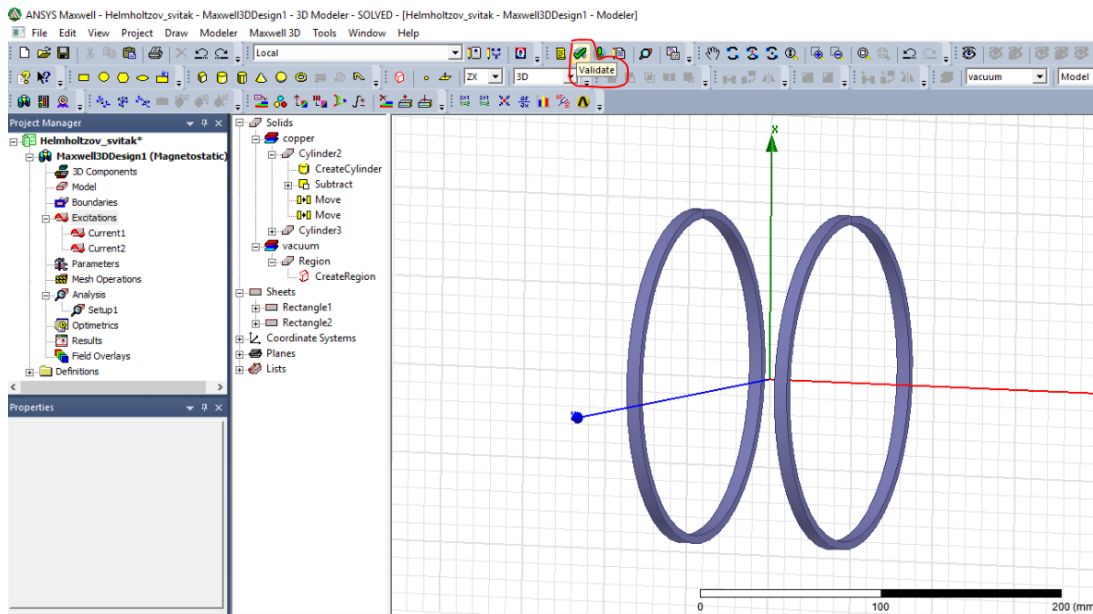 ANSYS Maxwell - Helmholtzov_svitak - Maxwell3DDesign1 - 3D Modeler - SOLVED - [Helmholtzov_svitak - Maxwell3DDesign1 - Modeler]
File Edit View Project Draw Modeler Maxwell 3D Tools Window Help
Local
Validate
ZX 3D vacuum Model
Project Manager
Helmholtzov_svitak*
Maxwell3DDesign1 (Magnetostatic)
3D Components
Model
Boundaries
Excitations
Current1
Current2
Parameters
Mesh Operations
Analysis
Setup1
Optimetrics
Results
Field Overlays
Definitions
Properties
Solids
copper
Cylinder2
CreateCylinder
Subtract
Move
Move
Cylinder3
vacuum
Region
CreateRegion
Sheets
Rectangle1
Rectangle2
Coordinate Systems
Planes
Lists
X
0 100 200 (mm